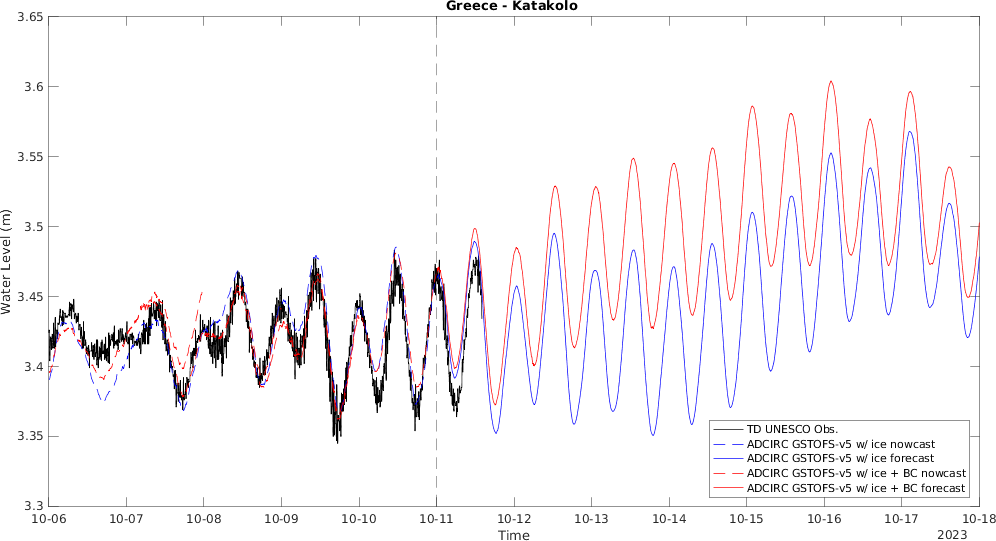 Greece - Katakolo
3.65
3.6
3.55
3.5
3.45
3.4
3.35
3.3
Water Level (m)
TD UNESCO Obs.
ADCIRC GSTOFS-v5 w/ ice nowcast
ADCIRC GSTOFS-v5 w/ ice forecast
ADCIRC GSTOFS-v5 w/ ice + BC nowcast
ADCIRC GSTOFS-v5 w/ ice + BC forecast
10-06 10-07 10-08 10-09 10-10 10-11 10-12 10-13 10-14 10-15 10-16 10-17 10-18
Time
2023